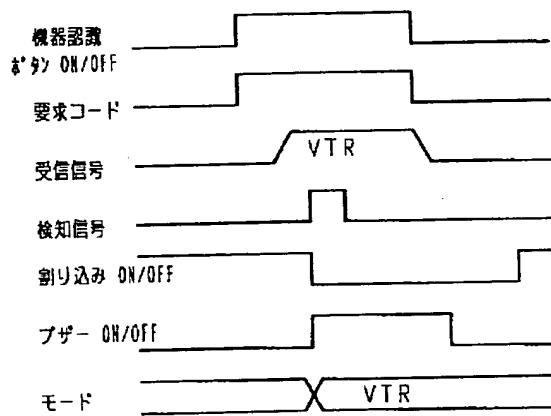 機器認識
ボタン ON/OFF
要求コード
受信信号
VTR
検知信号
割り込み ON/OFF
ブザー ON/OFF
モード
VTR